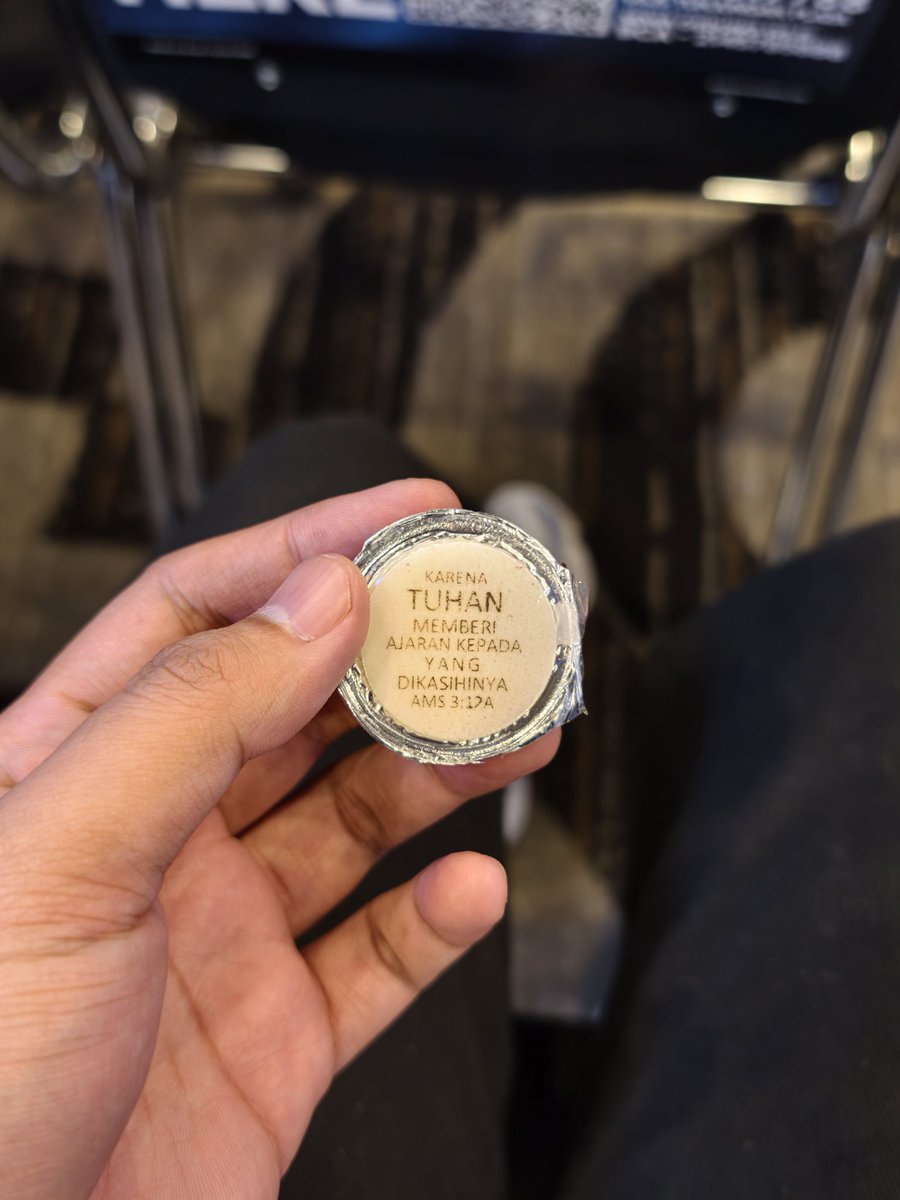 KARENA
TUHAN
MEMBERI
AJARAN KEPADA
YANG
DIKASIHINYA
AMS 3:12A